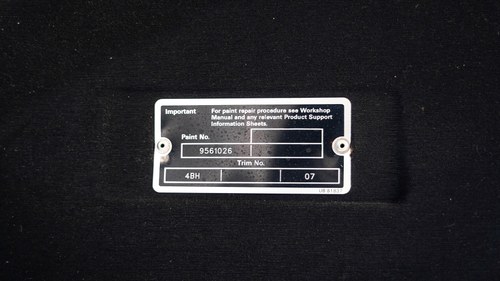 Important
For paint repair procedure see Workshop
Manual and any relevant Product Support
Information Sheets.
Paint No.
9561026
Trim No.
4BH 07